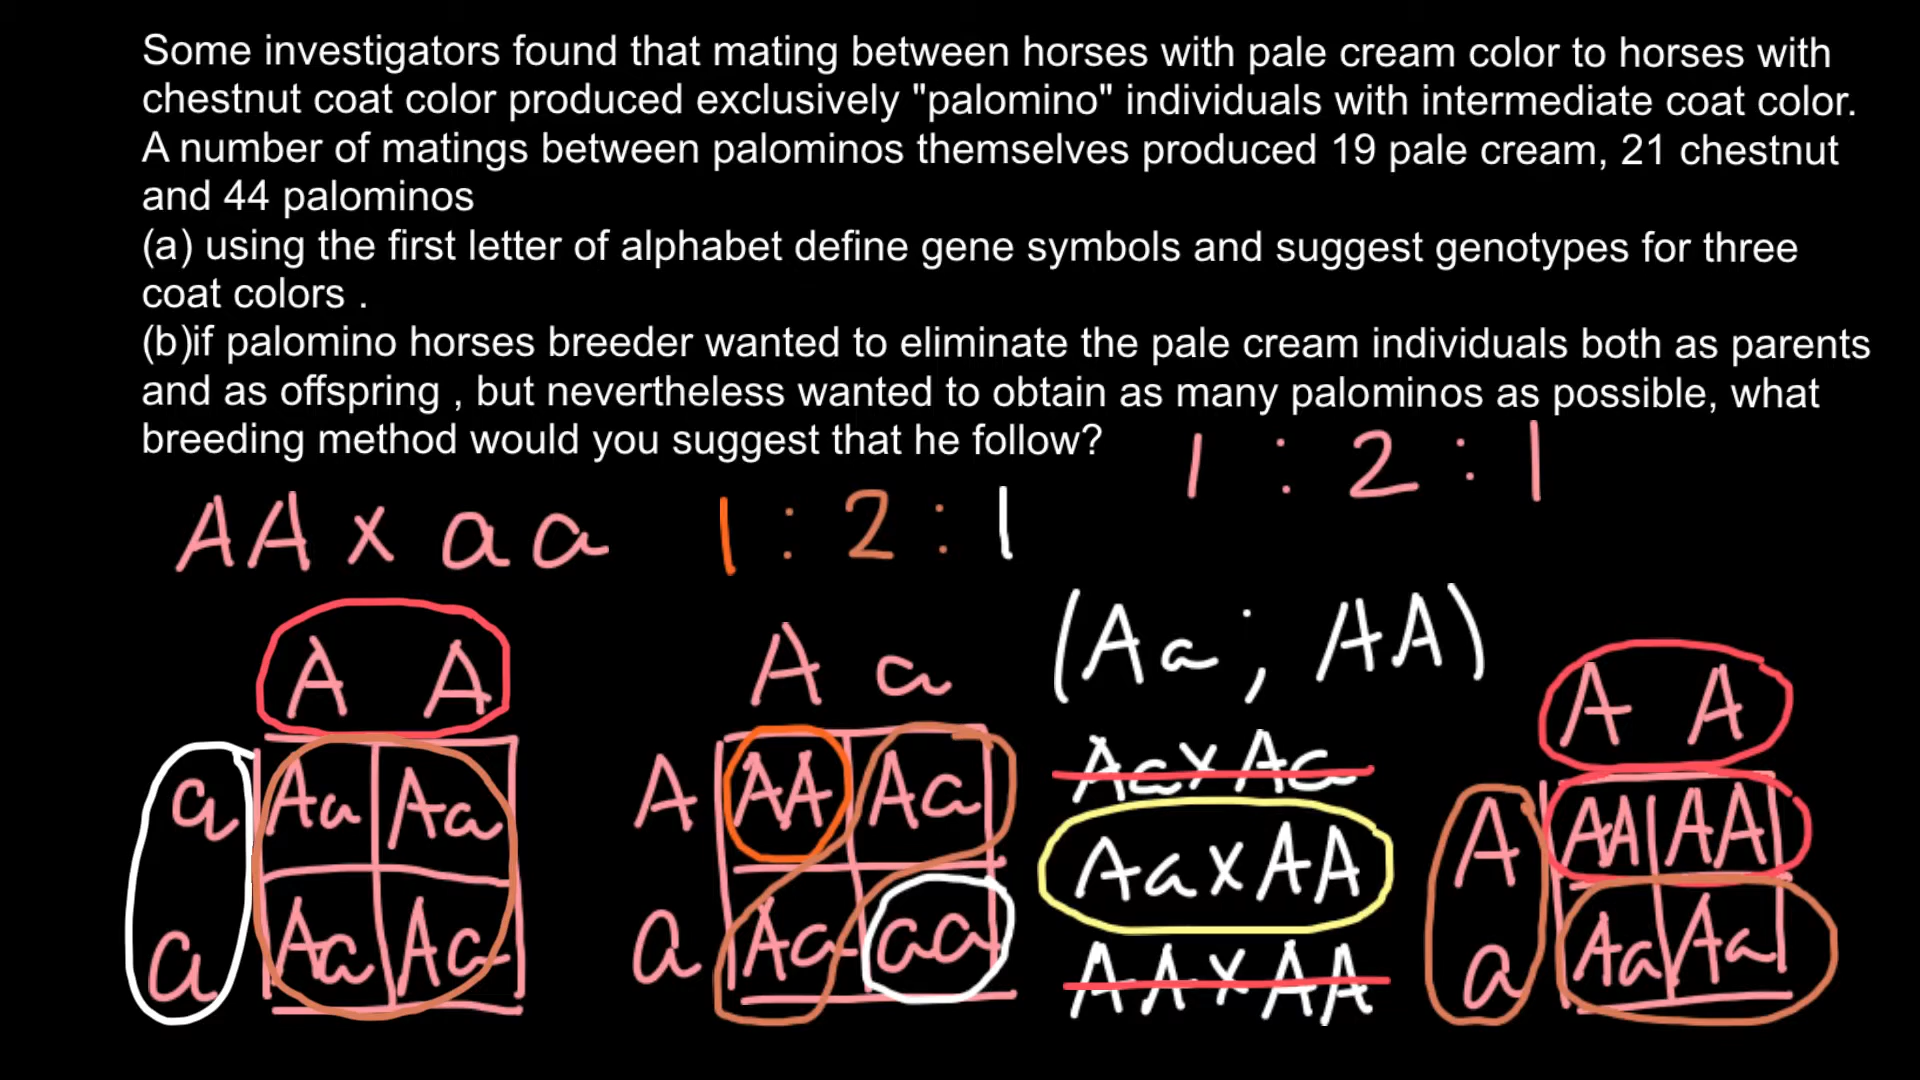 Some investigators found that mating between horses with pale cream color to horses with
chestnut coat color produced exclusively "palomino" individuals with intermediate coat color.
A number of matings between palominos themselves produced 19 pale cream, 21 chestnut
and 44 palominos
(a) using the first letter of alphabet define gene symbols and suggest genotypes for three
coat colors .
(b)if palomino horses breeder wanted to eliminate the pale cream individuals both as parents
and as offspring , but nevertheless wanted to obtain as many palominos as possible, what
breeding method would you suggest that he follow?
1 : 2 : 1
AA x aa
1 : 2 : 1
A A
a Aa Aa
a Aa Aa
A a
A AA Aa
a Aa aa
(Aa ; AA)
Aa x Aa
Aa x AA
AA x AA
A A
A AA AA
a Aa Aa